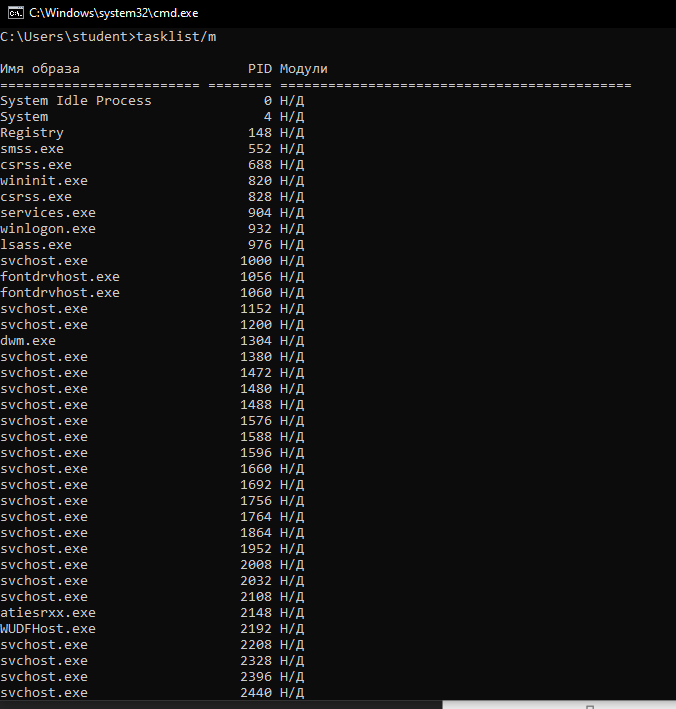 C:\Windows\system32\cmd.exe
C:\Users\student>tasklist/m
Имя образа                     PID Модули
========================= ======== ============================================
System Idle Process              0 Н/Д
System                           4 Н/Д
Registry                       148 Н/Д
smss.exe                       552 Н/Д
csrss.exe                      688 Н/Д
wininit.exe                    820 Н/Д
csrss.exe                      828 Н/Д
services.exe                   904 Н/Д
winlogon.exe                   932 Н/Д
lsass.exe                      976 Н/Д
svchost.exe                   1000 Н/Д
fontdrvhost.exe               1056 Н/Д
fontdrvhost.exe               1060 Н/Д
svchost.exe                   1152 Н/Д
svchost.exe                   1200 Н/Д
dwm.exe                       1304 Н/Д
svchost.exe                   1380 Н/Д
svchost.exe                   1472 Н/Д
svchost.exe                   1480 Н/Д
svchost.exe                   1488 Н/Д
svchost.exe                   1576 Н/Д
svchost.exe                   1588 Н/Д
svchost.exe                   1596 Н/Д
svchost.exe                   1660 Н/Д
svchost.exe                   1692 Н/Д
svchost.exe                   1756 Н/Д
svchost.exe                   1764 Н/Д
svchost.exe                   1864 Н/Д
svchost.exe                   1952 Н/Д
svchost.exe                   2008 Н/Д
svchost.exe                   2032 Н/Д
svchost.exe                   2108 Н/Д
atiesrxx.exe                  2148 Н/Д
WUDFHost.exe                  2192 Н/Д
svchost.exe                   2208 Н/Д
svchost.exe                   2328 Н/Д
svchost.exe                   2396 Н/Д
svchost.exe                   2440 Н/Д